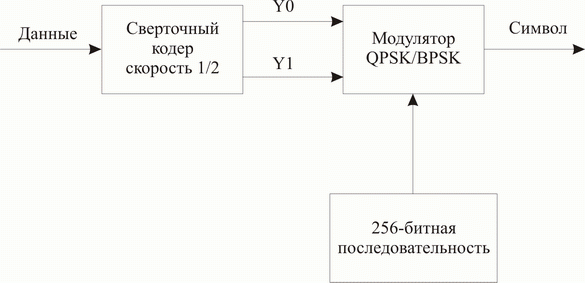 Данные
Сверточный
кодер
скорость 1/2
Y0
Y1
Модулятор
QPSK/BPSK
Символ
256-битная
последовательность